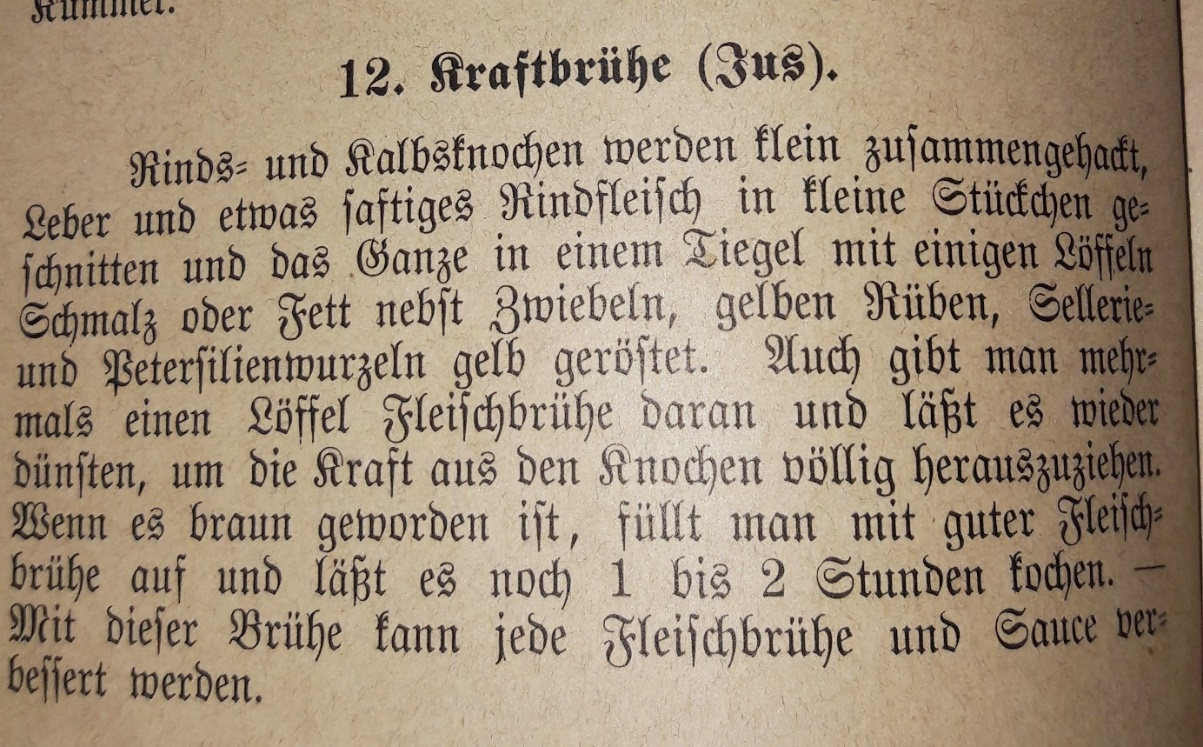 Kümmel.
12. Kraftbrühe (Jus).
Rinds- und Kalbsknochen werden klein zusammengehackt,
Leber und etwas saftiges Rindfleisch in kleine Stückchen ge-
schnitten und das Ganze in einem Tiegel mit einigen Löffeln
Schmalz oder Fett nebst Zwiebeln, gelben Rüben, Sellerie-
und Petersilienwurzeln gelb geröstet. Auch gibt man mehr-
mals einen Löffel Fleischbrühe daran und läßt es wieder
dünsten, um die Kraft aus den Knochen völlig herauszuziehen.
Wenn es braun geworden ist, füllt man mit guter Fleisch-
brühe auf und läßt es noch 1 bis 2 Stunden kochen. —
Mit dieser Brühe kann jede Fleischbrühe und Sauce ver-
bessert werden.